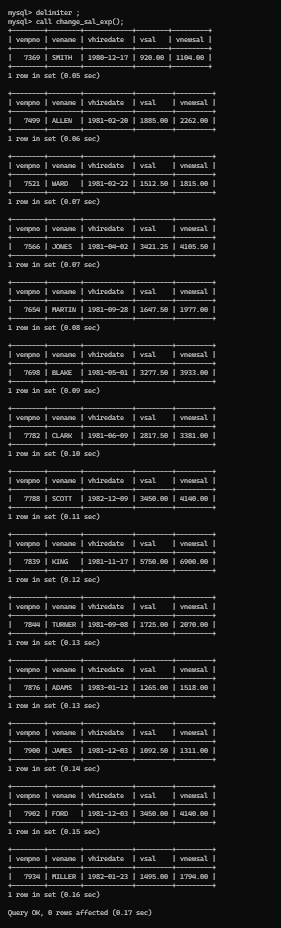 mysql> delimiter ;
mysql> call change_sal_exp();
+--------+--------+------------+--------+---------+
| vempno | vename | vhiredate | vsal | vnewsal |
+--------+--------+------------+--------+---------+
| 7369 | SMITH | 1980-12-17 | 920.00 | 1104.00 |
+--------+--------+------------+--------+---------+
1 row in set (0.05 sec)
+--------+--------+------------+---------+---------+
| vempno | vename | vhiredate | vsal | vnewsal |
+--------+--------+------------+---------+---------+
| 7499 | ALLEN | 1981-02-20 | 1885.00 | 2262.00 |
+--------+--------+------------+---------+---------+
1 row in set (0.06 sec)
+--------+--------+------------+---------+---------+
| vempno | vename | vhiredate | vsal | vnewsal |
+--------+--------+------------+---------+---------+
| 7521 | WARD | 1981-02-22 | 1512.50 | 1815.00 |
+--------+--------+------------+---------+---------+
1 row in set (0.07 sec)
+--------+--------+------------+---------+---------+
| vempno | vename | vhiredate | vsal | vnewsal |
+--------+--------+------------+---------+---------+
| 7566 | JONES | 1981-04-02 | 3421.25 | 4105.50 |
+--------+--------+------------+---------+---------+
1 row in set (0.07 sec)
+--------+--------+------------+---------+---------+
| vempno | vename | vhiredate | vsal | vnewsal |
+--------+--------+------------+---------+---------+
| 7654 | MARTIN | 1981-09-28 | 1647.50 | 1977.00 |
+--------+--------+------------+---------+---------+
1 row in set (0.08 sec)
+--------+--------+------------+---------+---------+
| vempno | vename | vhiredate | vsal | vnewsal |
+--------+--------+------------+---------+---------+
| 7698 | BLAKE | 1981-05-01 | 3277.50 | 3933.00 |
+--------+--------+------------+---------+---------+
1 row in set (0.09 sec)
+--------+--------+------------+---------+---------+
| vempno | vename | vhiredate | vsal | vnewsal |
+--------+--------+------------+---------+---------+
| 7782 | CLARK | 1981-06-09 | 2817.50 | 3381.00 |
+--------+--------+------------+---------+---------+
1 row in set (0.10 sec)
+--------+--------+------------+---------+---------+
| vempno | vename | vhiredate | vsal | vnewsal |
+--------+--------+------------+---------+---------+
| 7788 | SCOTT | 1982-12-09 | 3450.00 | 4140.00 |
+--------+--------+------------+---------+---------+
1 row in set (0.11 sec)
+--------+--------+------------+---------+---------+
| vempno | vename | vhiredate | vsal | vnewsal |
+--------+--------+------------+---------+---------+
| 7839 | KING | 1981-11-17 | 5750.00 | 6900.00 |
+--------+--------+------------+---------+---------+
1 row in set (0.12 sec)
+--------+--------+------------+---------+---------+
| vempno | vename | vhiredate | vsal | vnewsal |
+--------+--------+------------+---------+---------+
| 7844 | TURNER | 1981-09-08 | 1725.00 | 2070.00 |
+--------+--------+------------+---------+---------+
1 row in set (0.13 sec)
+--------+--------+------------+---------+---------+
| vempno | vename | vhiredate | vsal | vnewsal |
+--------+--------+------------+---------+---------+
| 7876 | ADAMS | 1983-01-12 | 1265.00 | 1518.00 |
+--------+--------+------------+---------+---------+
1 row in set (0.13 sec)
+--------+--------+------------+---------+---------+
| vempno | vename | vhiredate | vsal | vnewsal |
+--------+--------+------------+---------+---------+
| 7900 | JAMES | 1981-12-03 | 1092.50 | 1311.00 |
+--------+--------+------------+---------+---------+
1 row in set (0.14 sec)
+--------+--------+------------+---------+---------+
| vempno | vename | vhiredate | vsal | vnewsal |
+--------+--------+------------+---------+---------+
| 7902 | FORD | 1981-12-03 | 3450.00 | 4140.00 |
+--------+--------+------------+---------+---------+
1 row in set (0.15 sec)
+--------+--------+------------+---------+---------+
| vempno | vename | vhiredate | vsal | vnewsal |
+--------+--------+------------+---------+---------+
| 7934 | MILLER | 1982-01-23 | 1495.00 | 1794.00 |
+--------+--------+------------+---------+---------+
1 row in set (0.16 sec)
Query OK, 0 rows affected (0.17 sec)